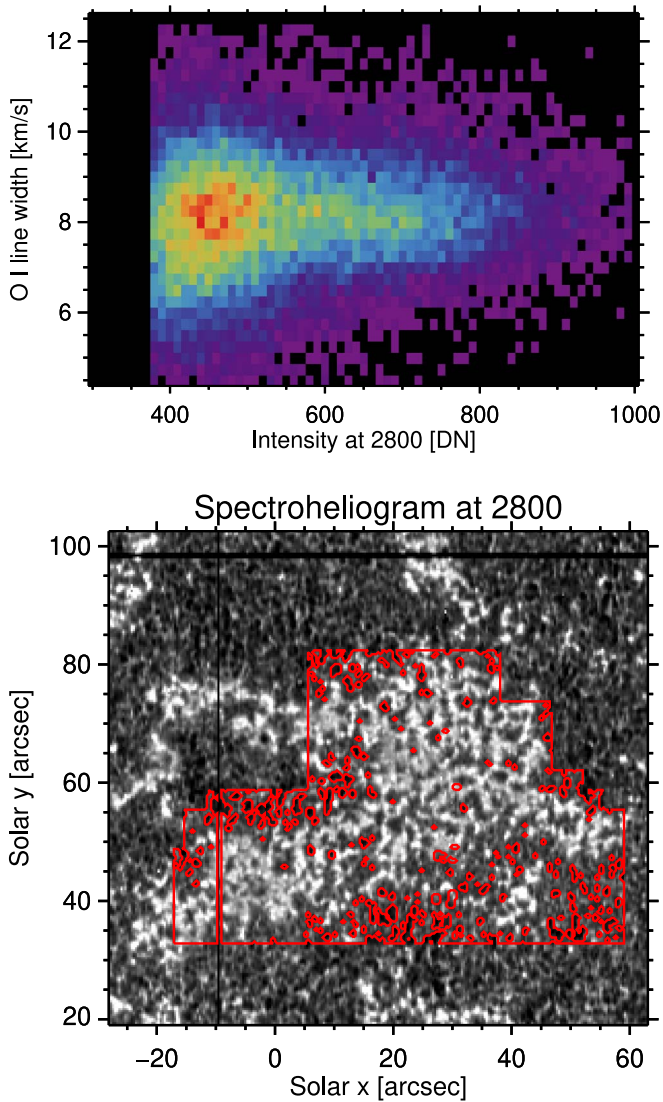 12
10
8
6
O I line width [km/s]
400 600 800 1000
Intensity at 2800 [DN]
Spectroheliogram at 2800
100
80
60
40
20
Solar y [arcsec]
−20 0 20 40 60
Solar x [arcsec]